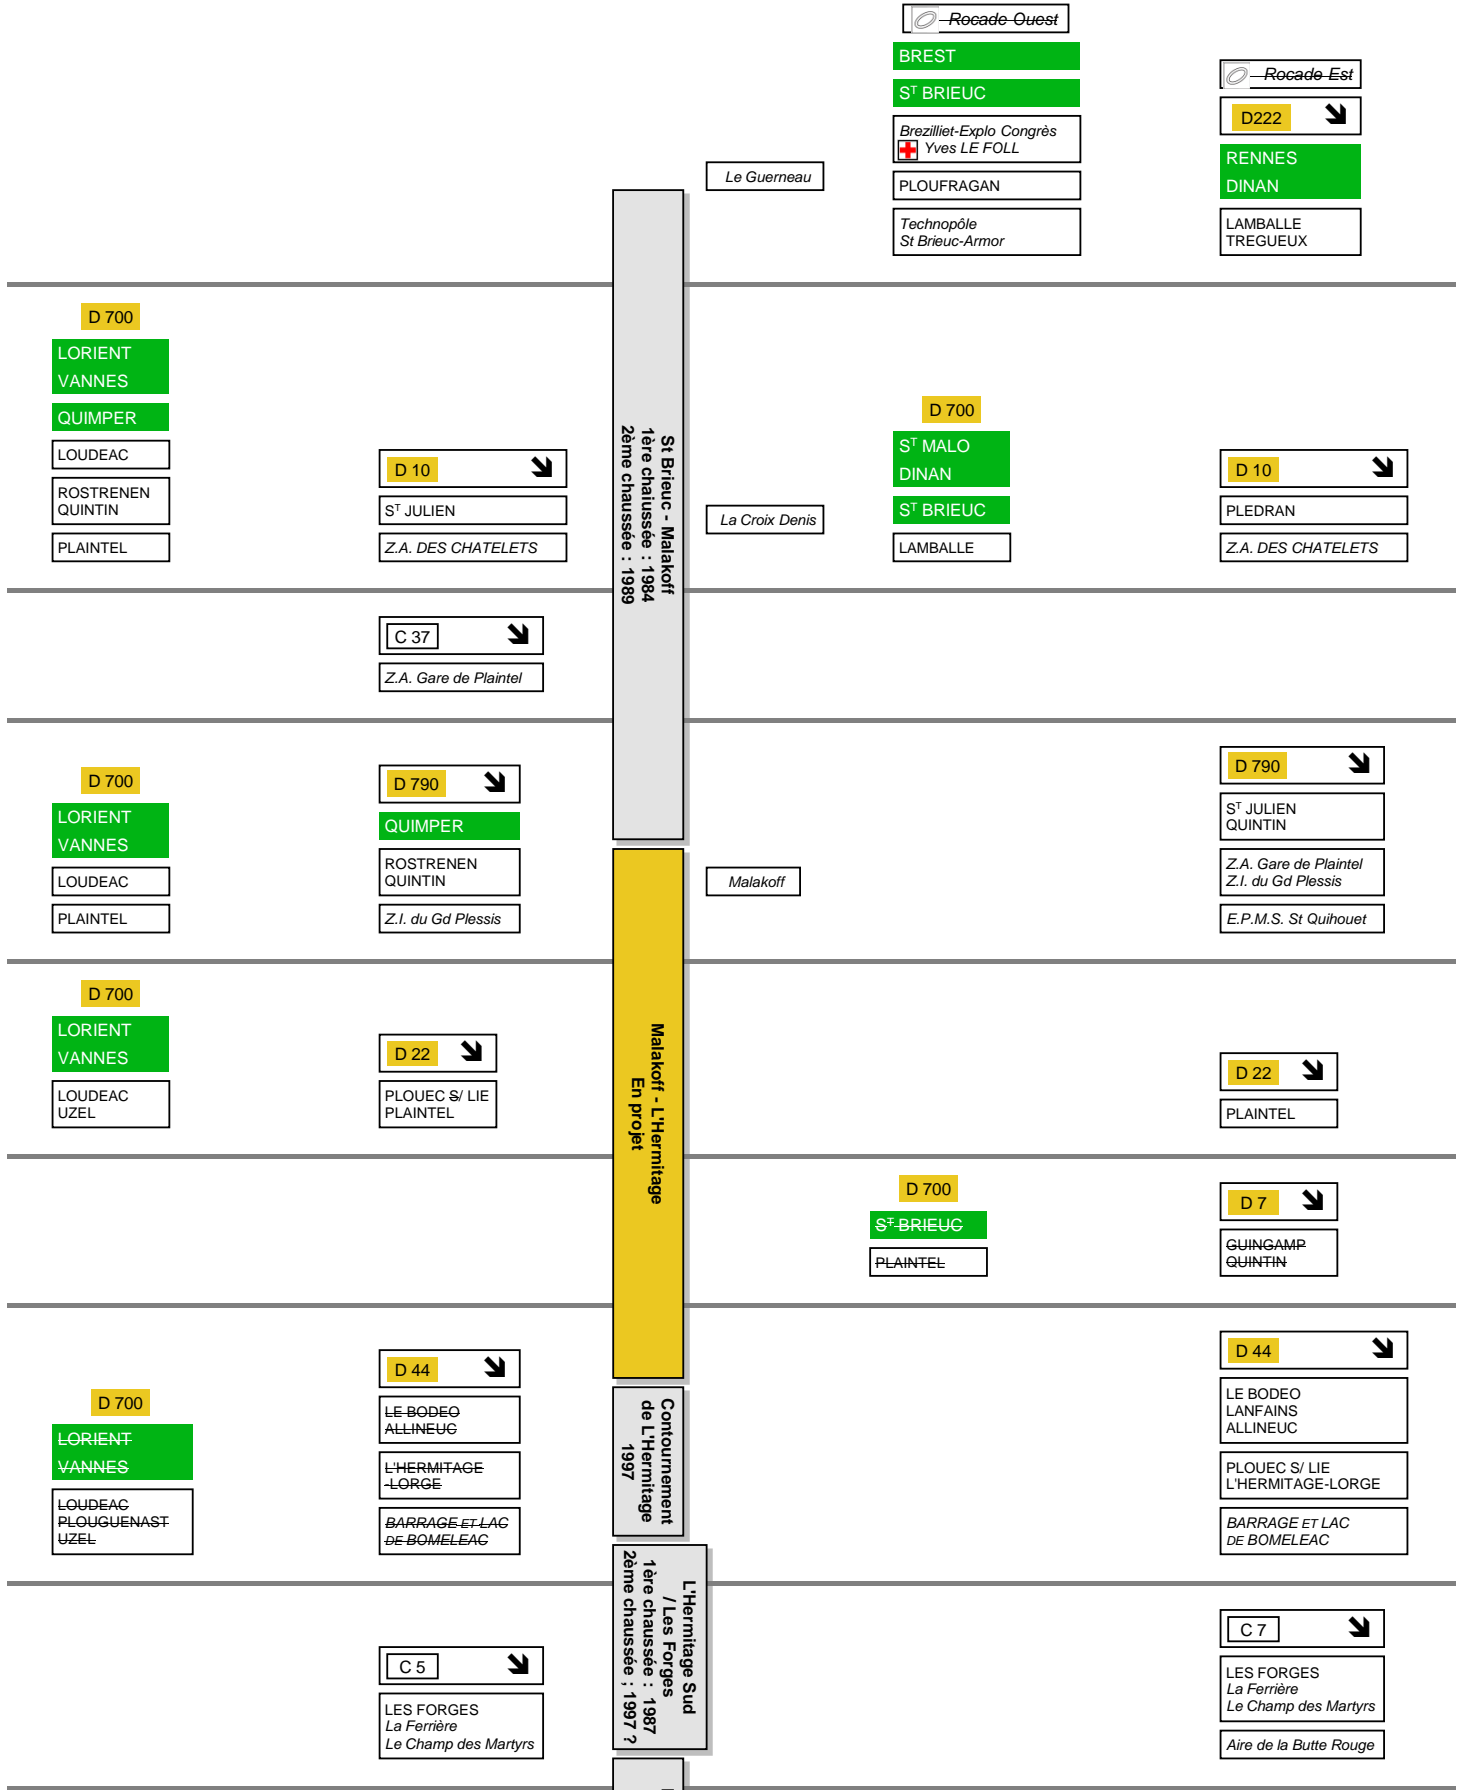 Rocade Ouest
BREST
Sᵀ BRIEUC
Brezilliet-Explo Congrès
Yves LE FOLL
PLOUFRAGAN
Technopôle
St Brieuc-Armor
Rocade Est
D222
RENNES
DINAN
LAMBALLE
TREGUEUX
Le Guerneau
St Brieuc - Malakoff
1ère chaiussée : 1984
2ème chaussée : 1989
D 700
LORIENT
VANNES
QUIMPER
LOUDEAC
ROSTRENEN
QUINTIN
PLAINTEL
D 10
Sᵀ JULIEN
Z.A. DES CHATELETS
La Croix Denis
D 700
Sᵀ MALO
DINAN
Sᵀ BRIEUC
LAMBALLE
D 10
PLEDRAN
Z.A. DES CHATELETS
C 37
Z.A. Gare de Plaintel
D 700
LORIENT
VANNES
LOUDEAC
PLAINTEL
D 790
QUIMPER
ROSTRENEN
QUINTIN
Z.I. du Gd Plessis
Malakoff
D 790
Sᵀ JULIEN
QUINTIN
Z.A. Gare de Plaintel
Z.I. du Gd Plessis
E.P.M.S. St Quihouet
Malakoff - L'Hermitage
En projet
D 700
LORIENT
VANNES
LOUDEAC
UZEL
D 22
PLOUEC S/ LIE
PLAINTEL
D 22
PLAINTEL
D 700
Sᵀ BRIEUC
PLAINTEL
D 7
GUINGAMP
QUINTIN
D 700
LORIENT
VANNES
LOUDEAC
PLOUGUENAST
UZEL
D 44
LE BODEO
ALLINEUC
L'HERMITAGE
-LORGE
BARRAGE ET LAC
DE BOMELEAC
Contournement
de L'Hermitage
1997
D 44
LE BODEO
LANFAINS
ALLINEUC
PLOUEC S/ LIE
L'HERMITAGE-LORGE
BARRAGE ET LAC
DE BOMELEAC
L'Hermitage Sud
/ Les Forges
1ère chaussée : 1987
2ème chaussée ; 1997 ?
C 5
LES FORGES
La Ferrière
Le Champ des Martyrs
C 7
LES FORGES
La Ferrière
Le Champ des Martyrs
Aire de la Butte Rouge